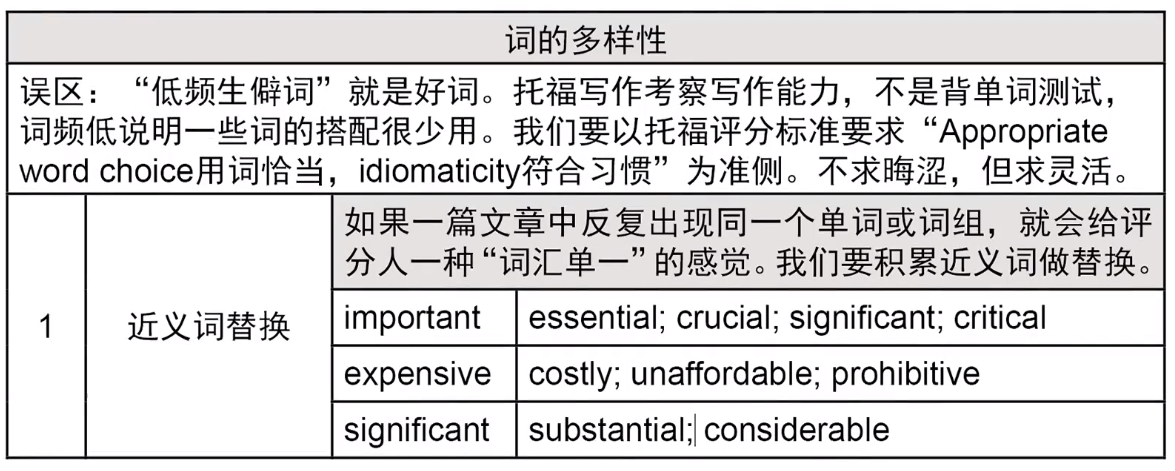 词的多样性
误区：“低频生僻词”就是好词。托福写作考察写作能力，不是背单词测试，
词频低说明一些词的搭配很少用。我们要以托福评分标准要求“Appropriate
word choice用词恰当，idiomaticity符合习惯”为准侧。不求晦涩，但求灵活。
如果一篇文章中反复出现同一个单词或词组，就会给评
分人一种“词汇单一”的感觉。我们要积累近义词做替换。
1 近义词替换
important essential; crucial; significant; critical
expensive costly; unaffordable; prohibitive
significant substantial; considerable